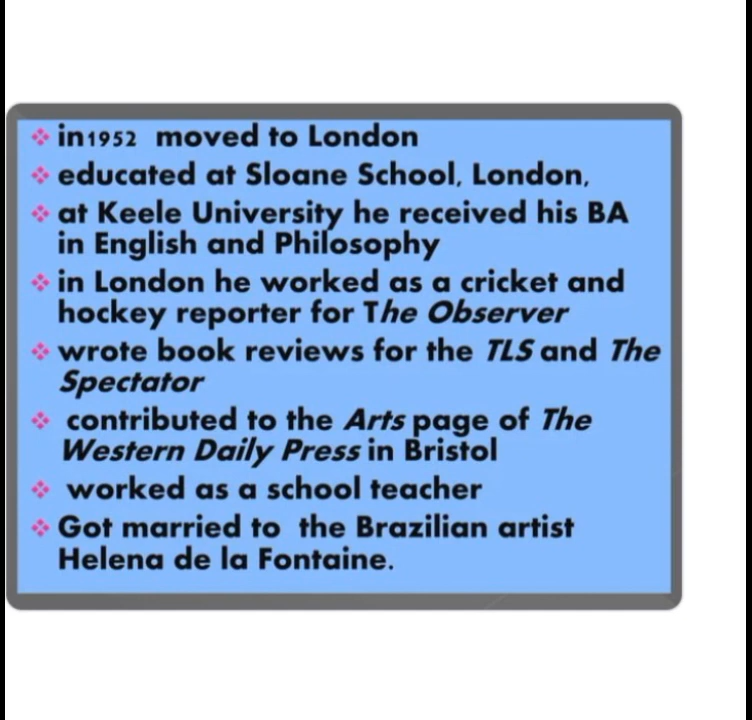 ❖ in1952 moved to London
❖ educated at Sloane School, London,
❖ at Keele University he received his BA
in English and Philosophy
❖ in London he worked as a cricket and
hockey reporter for The Observer
❖ wrote book reviews for the TLS and The
Spectator
❖ contributed to the Arts page of The
Western Daily Press in Bristol
❖ worked as a school teacher
❖ Got married to the Brazilian artist
Helena de la Fontaine.